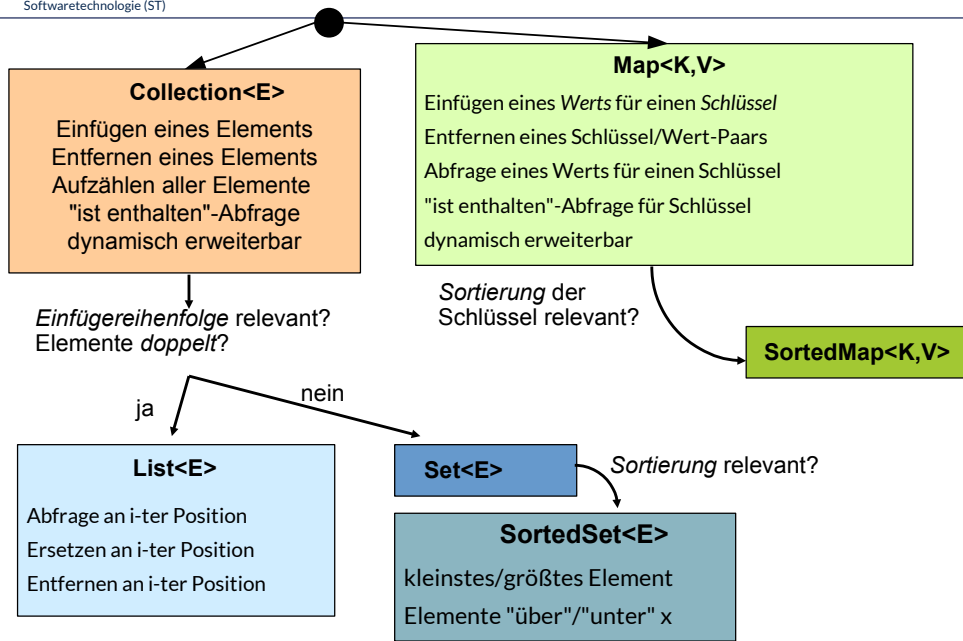 Softwaretechnologie (ST)
Collection<E>
Einfügen eines Elements
Entfernen eines Elements
Aufzählen aller Elemente
"ist enthalten"-Abfrage
dynamisch erweiterbar
Map<K,V>
Einfügen eines Werts für einen Schlüssel
Entfernen eines Schlüssel/Wert-Paars
Abfrage eines Werts für einen Schlüssel
"ist enthalten"-Abfrage für Schlüssel
dynamisch erweiterbar
Einfügereihenfolge relevant?
Elemente doppelt?
Sortierung der
Schlüssel relevant?
SortedMap<K,V>
ja
nein
List<E>
Abfrage an i-ter Position
Ersetzen an i-ter Position
Entfernen an i-ter Position
Set<E>
Sortierung relevant?
SortedSet<E>
kleinstes/größtes Element
Elemente "über"/"unter" x